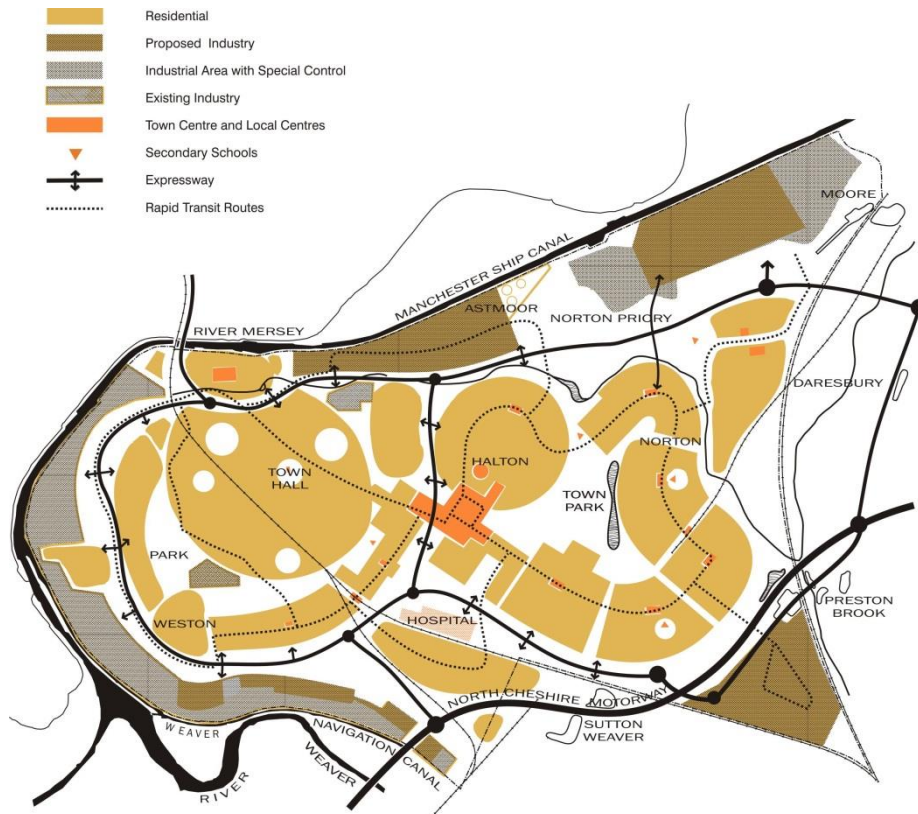 Residential
Proposed Industry
Industrial Area with Special Control
Existing Industry
Town Centre and Local Centres
Secondary Schools
Expressway
Rapid Transit Routes
MOORE
MANCHESTER SHIP CANAL
ASTMOOR
NORTON PRIORY
RIVER MERSEY
DARESBURY
NORTON
HALTON
TOWN
HALL
TOWN
PARK
PARK
WESTON
HOSPITAL
PRESTON
BROOK
NORTH CHESHIRE MOTORWAY
SUTTON
WEAVER
WEAVER NAVIGATION CANAL
RIVER WEAVER